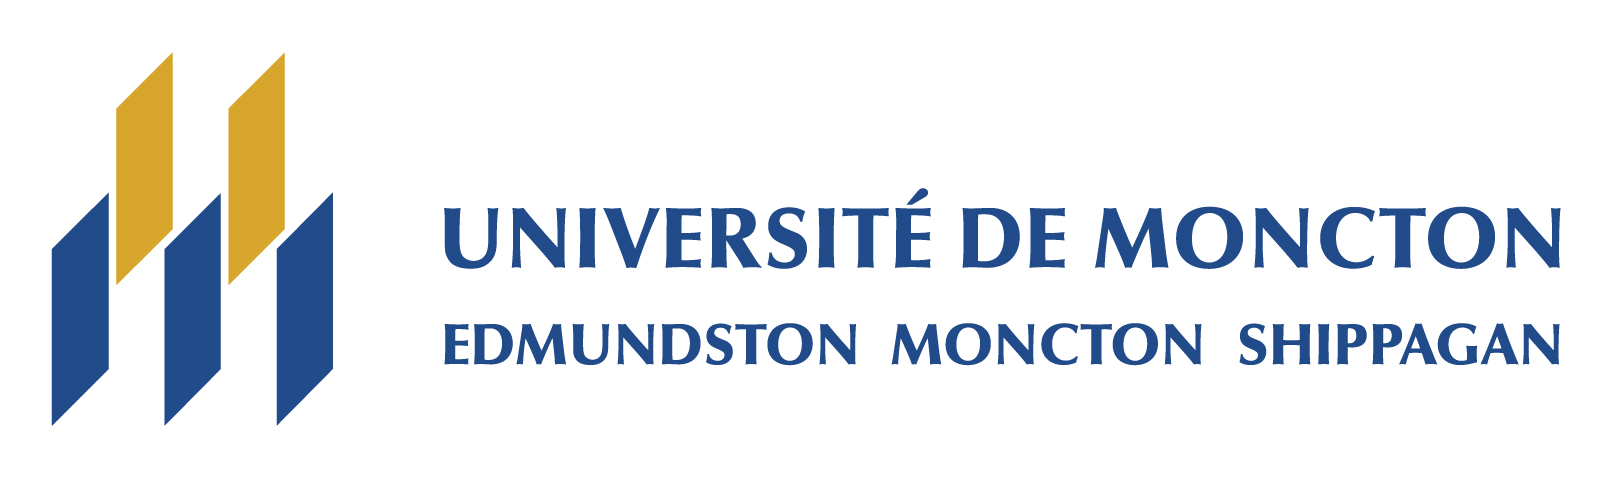 UNIVERSITÉ DE MONCTON
EDMUNDSTON MONCTON SHIPPAGAN